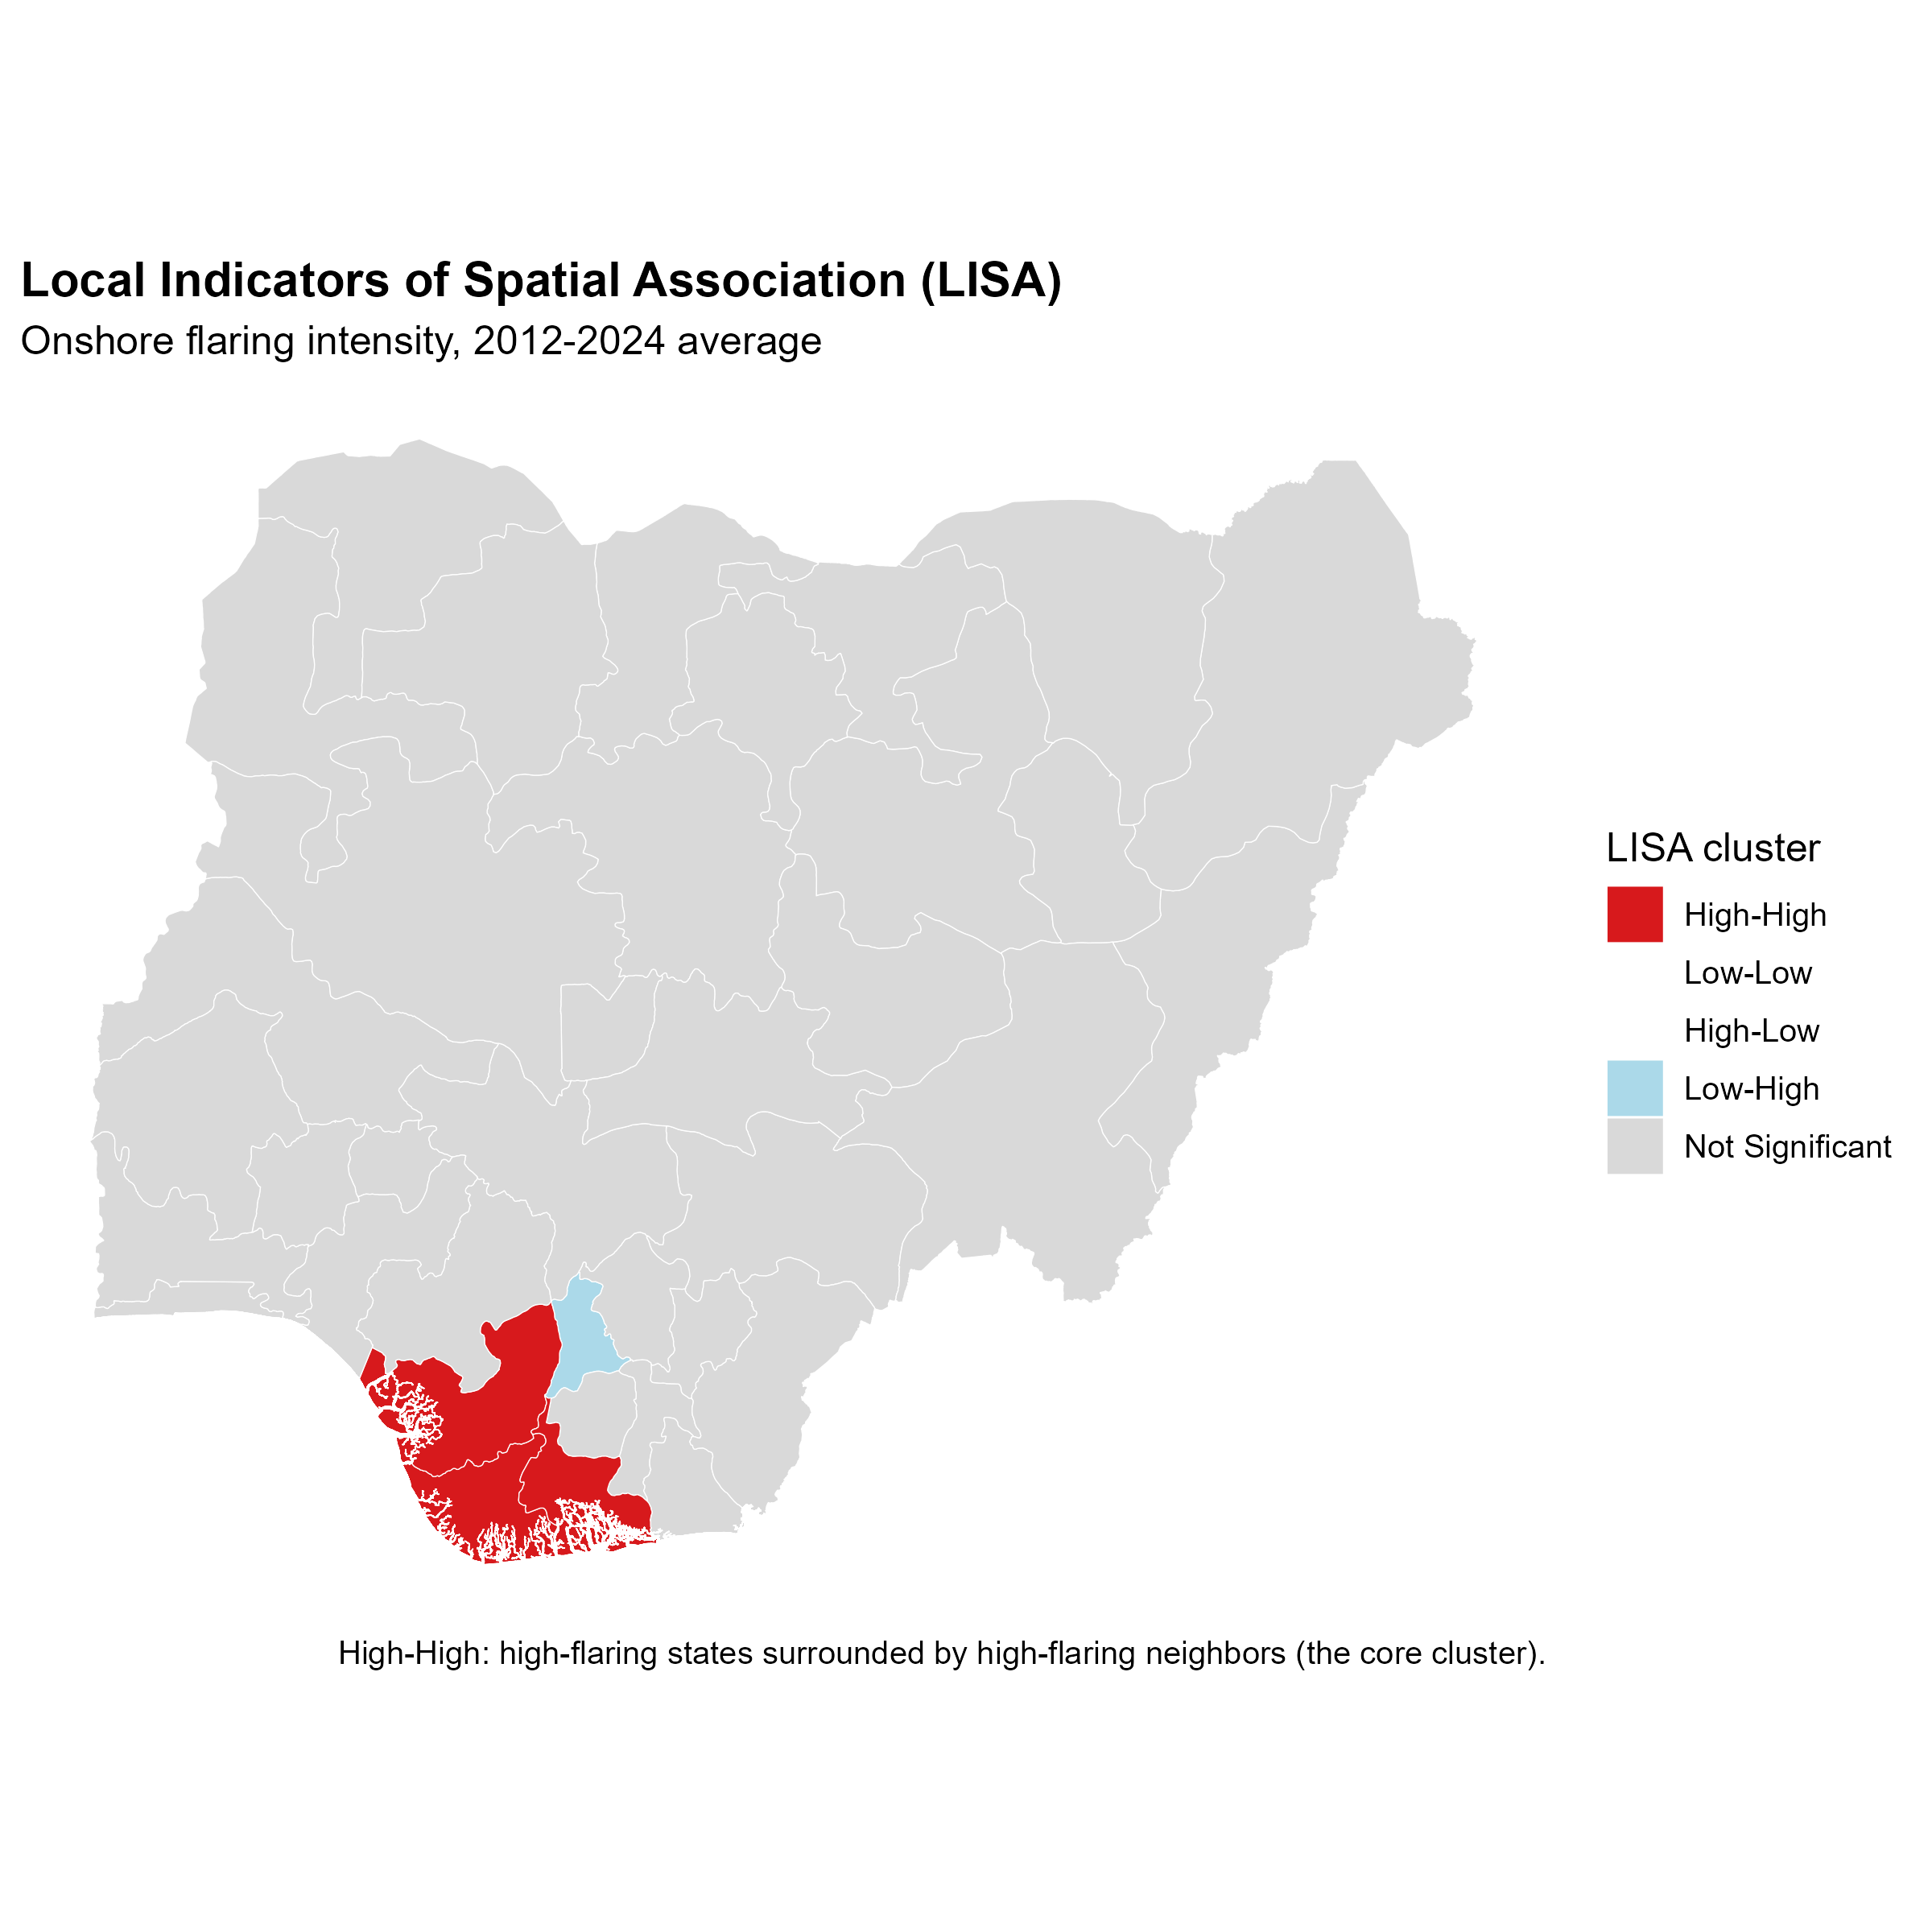 Local Indicators of Spatial Association (LISA)
Onshore flaring intensity, 2012-2024 average
LISA cluster
High-High
Low-Low
High-Low
Low-High
Not Significant
High-High: high-flaring states surrounded by high-flaring neighbors (the core cluster).